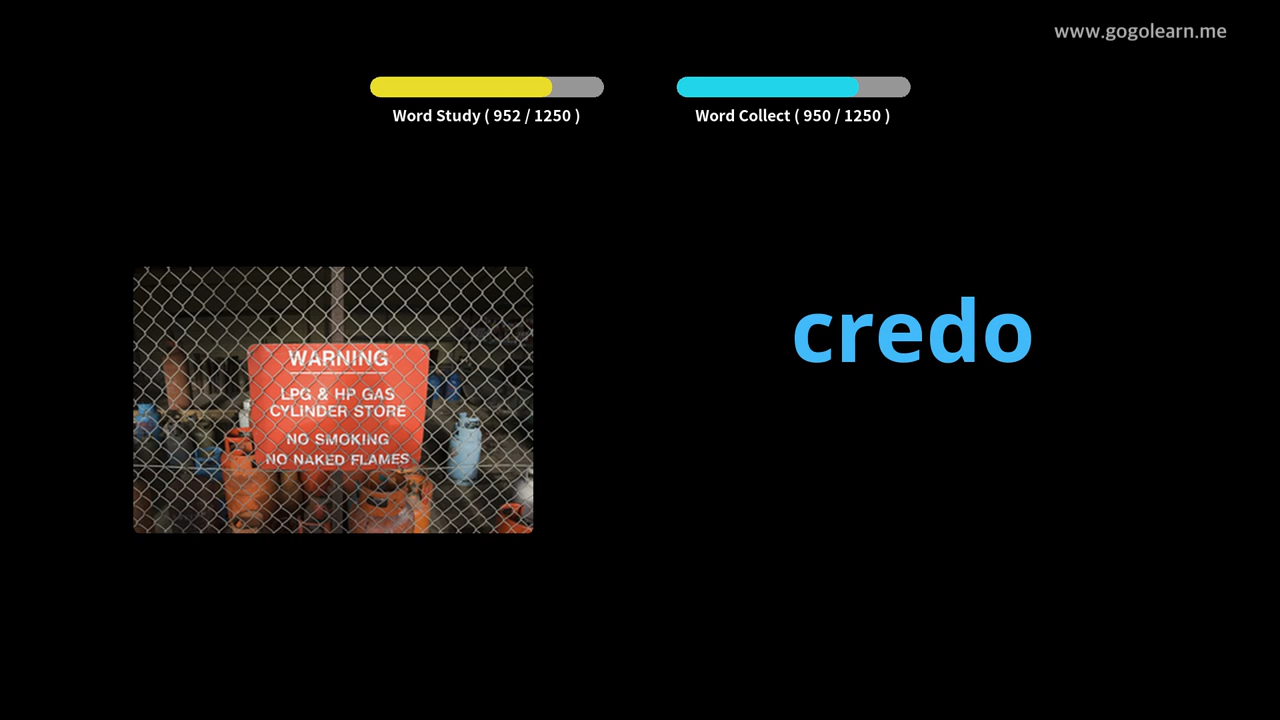 www.gogolearn.me
Word Study ( 952 / 1250 )
Word Collect ( 950 / 1250 )
credo
WARNING
LPG & HP GAS
CYLINDER STORE
NO SMOKING
NO NAKED FLAMES